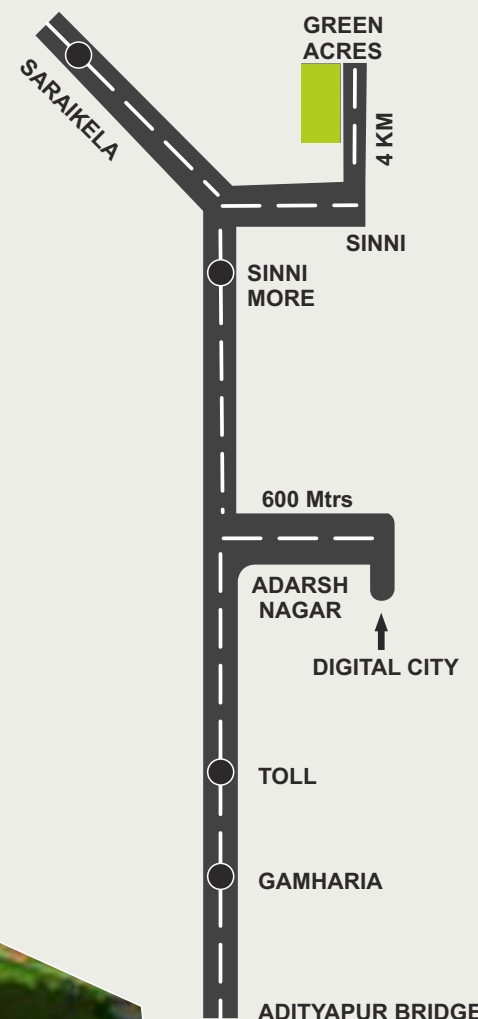 GREEN
ACRES
SARAIKELA
4 KM
SINNI
SINNI
MORE
600 Mtrs
ADARSH
NAGAR
DIGITAL CITY
TOLL
GAMHARIA
ADITYAPUR BRIDGE